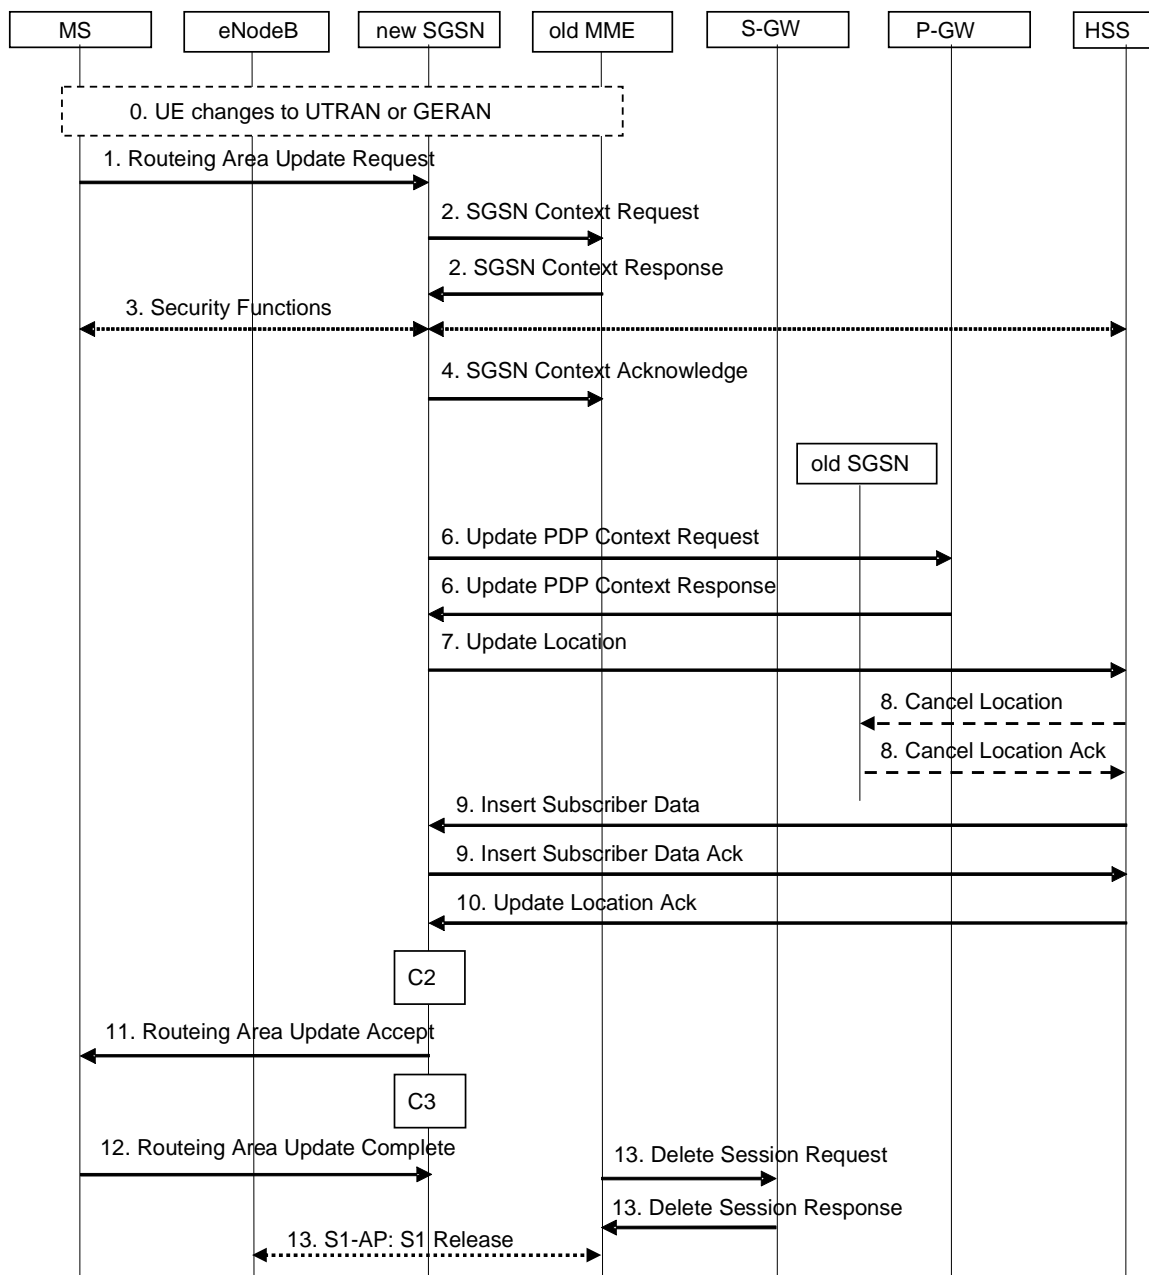 MS
eNodeB
new SGSN
old MME
S-GW
P-GW
HSS
0. UE changes to UTRAN or GERAN
1. Routeing Area Update Request
2. SGSN Context Request
2. SGSN Context Response
3. Security Functions
4. SGSN Context Acknowledge
old SGSN
6. Update PDP Context Request
6. Update PDP Context Response
7. Update Location
8. Cancel Location
8. Cancel Location Ack
9. Insert Subscriber Data
9. Insert Subscriber Data Ack
10. Update Location Ack
C2
11. Routeing Area Update Accept
C3
12. Routeing Area Update Complete
13. Delete Session Request
13. Delete Session Response
13. S1-AP: S1 Release